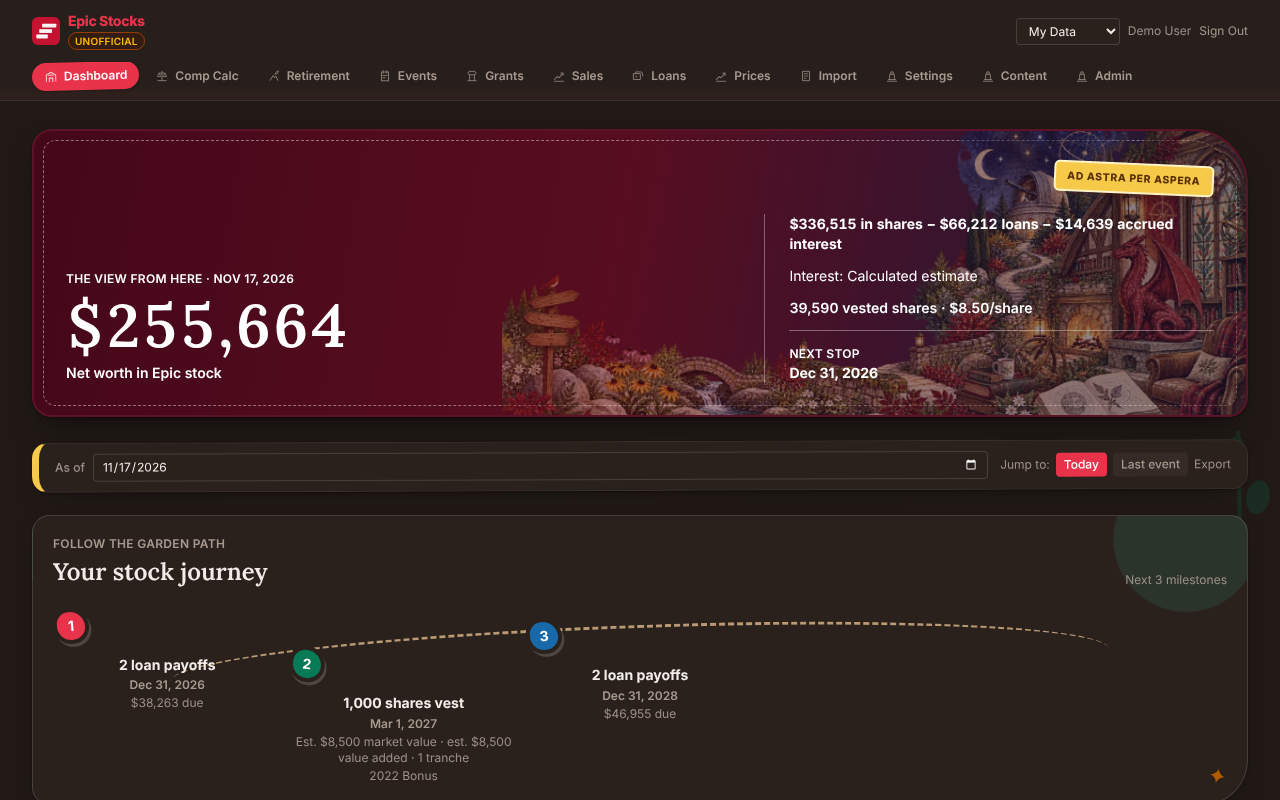 Epic Stocks
UNOFFICIAL
My Data
Demo User
Sign Out
Dashboard
Comp Calc
Retirement
Events
Grants
Sales
Loans
Prices
Import
Settings
Content
Admin
AD ASTRA PER ASPERA
THE VIEW FROM HERE · NOV 17, 2026
$255,664
Net worth in Epic stock
$336,515 in shares – $66,212 loans – $14,639 accrued
interest
Interest: Calculated estimate
39,590 vested shares · $8.50/share
NEXT STOP
Dec 31, 2026
As of
11/17/2026
Jump to:
Today
Last event
Export
FOLLOW THE GARDEN PATH
Your stock journey
Next 3 milestones
1
2 loan payoffs
Dec 31, 2026
$38,263 due
2
1,000 shares vest
Mar 1, 2027
Est. $8,500 market value · est. $8,500
value added · 1 tranche
2022 Bonus
3
2 loan payoffs
Dec 31, 2028
$46,955 due